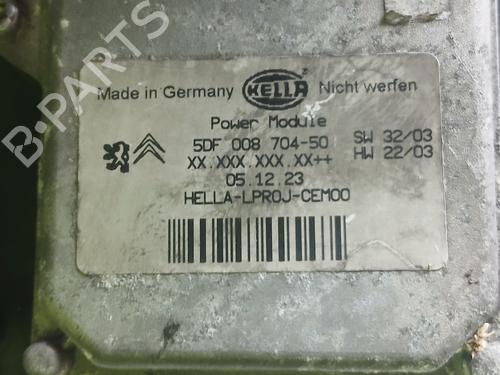 B-PARTS
Made in Germany HELLA Nicht werfen
Power Module
5DF 008 704-50 SW 32/03
XX.XXX.XXX.XX++ HW 22/03
05.12.23
HELLA-LPROJ-CEM00